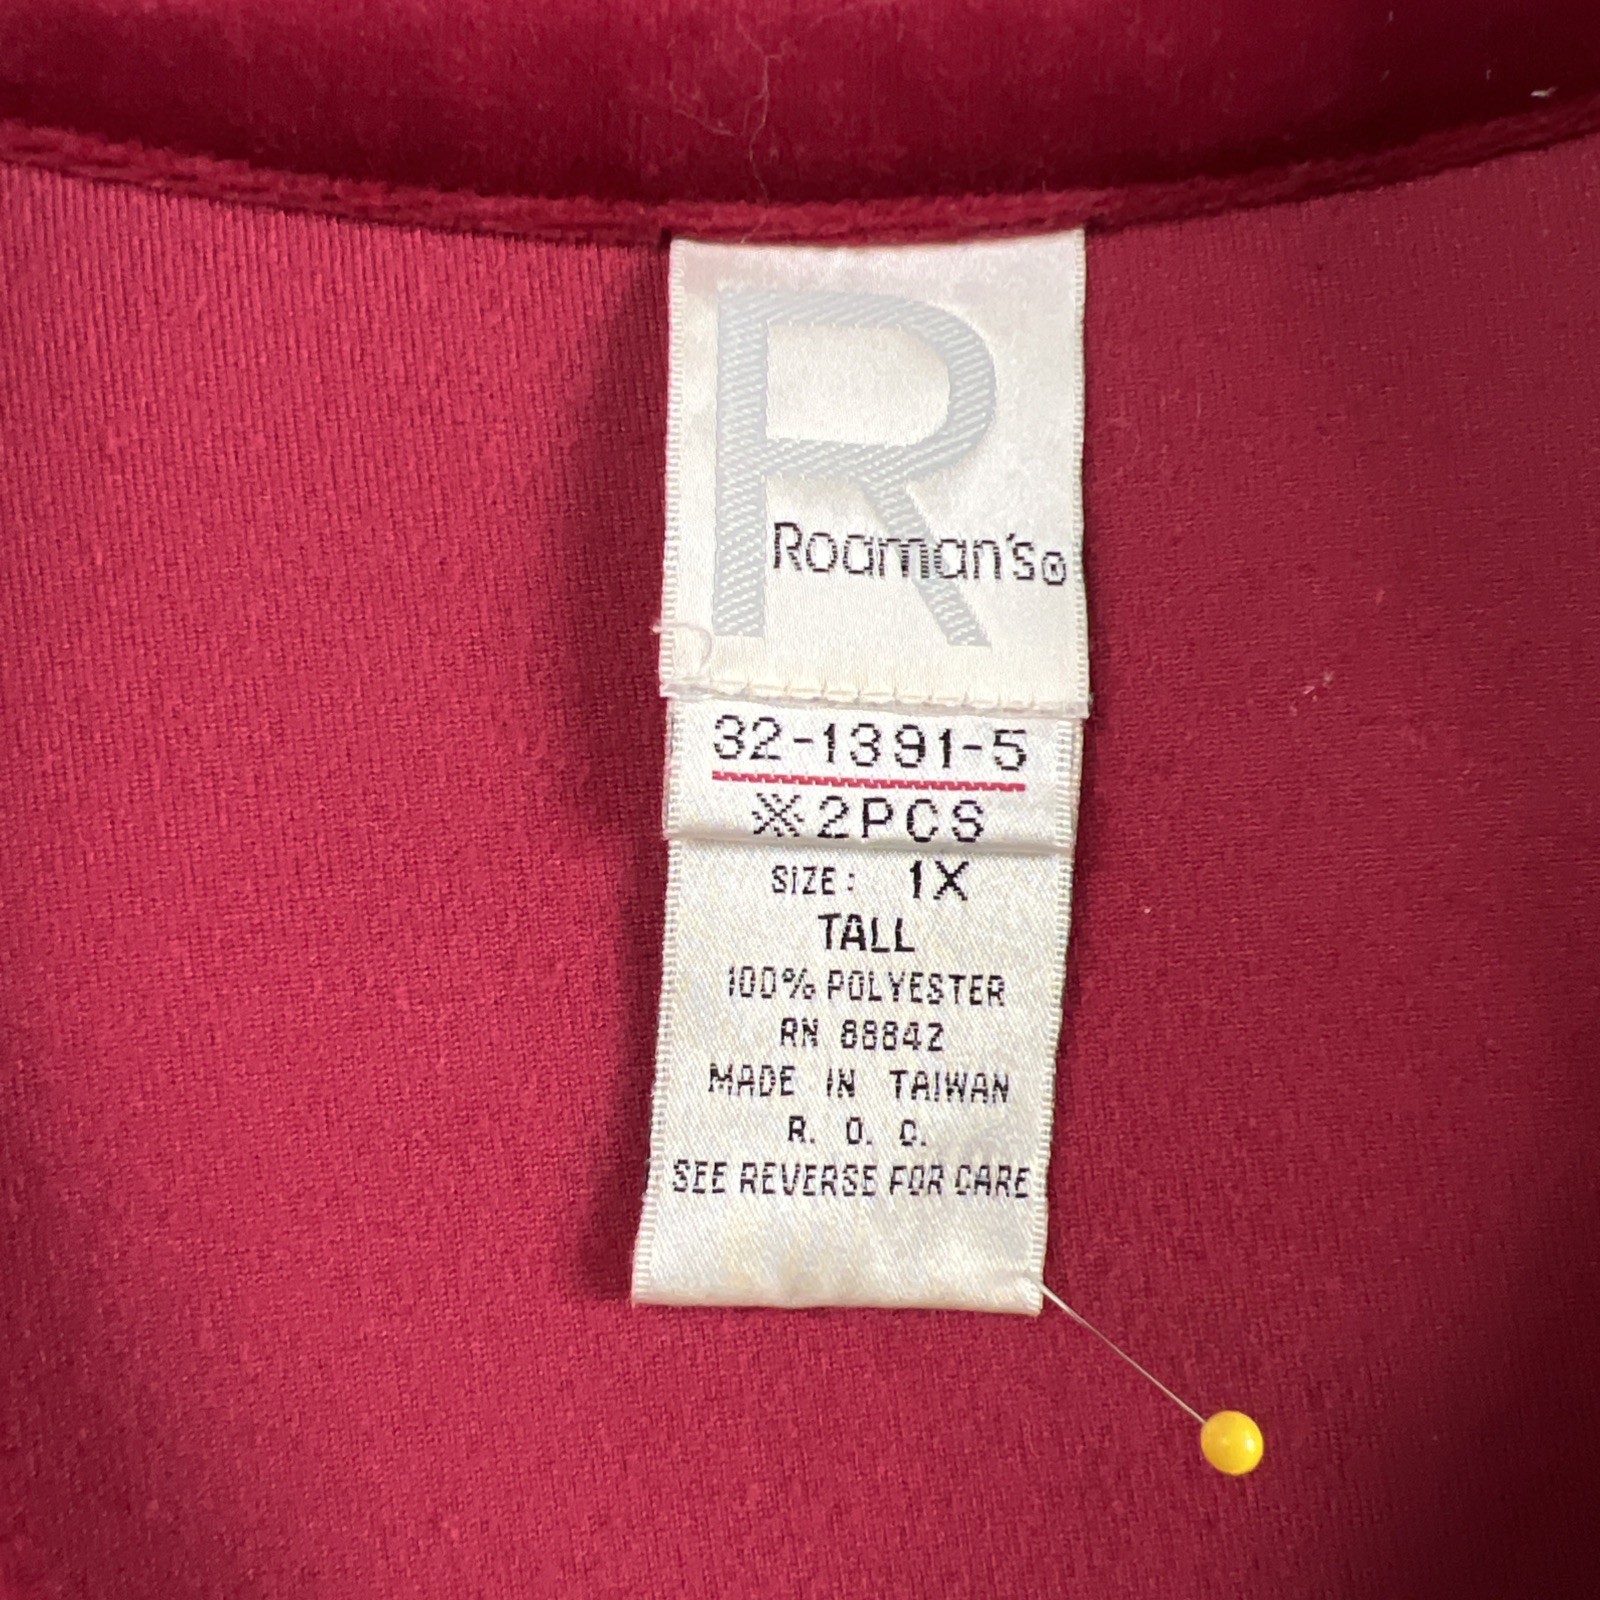 R
Roaman's®
32-1391-5
※2PCS
SIZE: 1X
TALL
100% POLYESTER
RN 88842
MADE IN TAIWAN
R. O. C.
SEE REVERSE FOR CARE